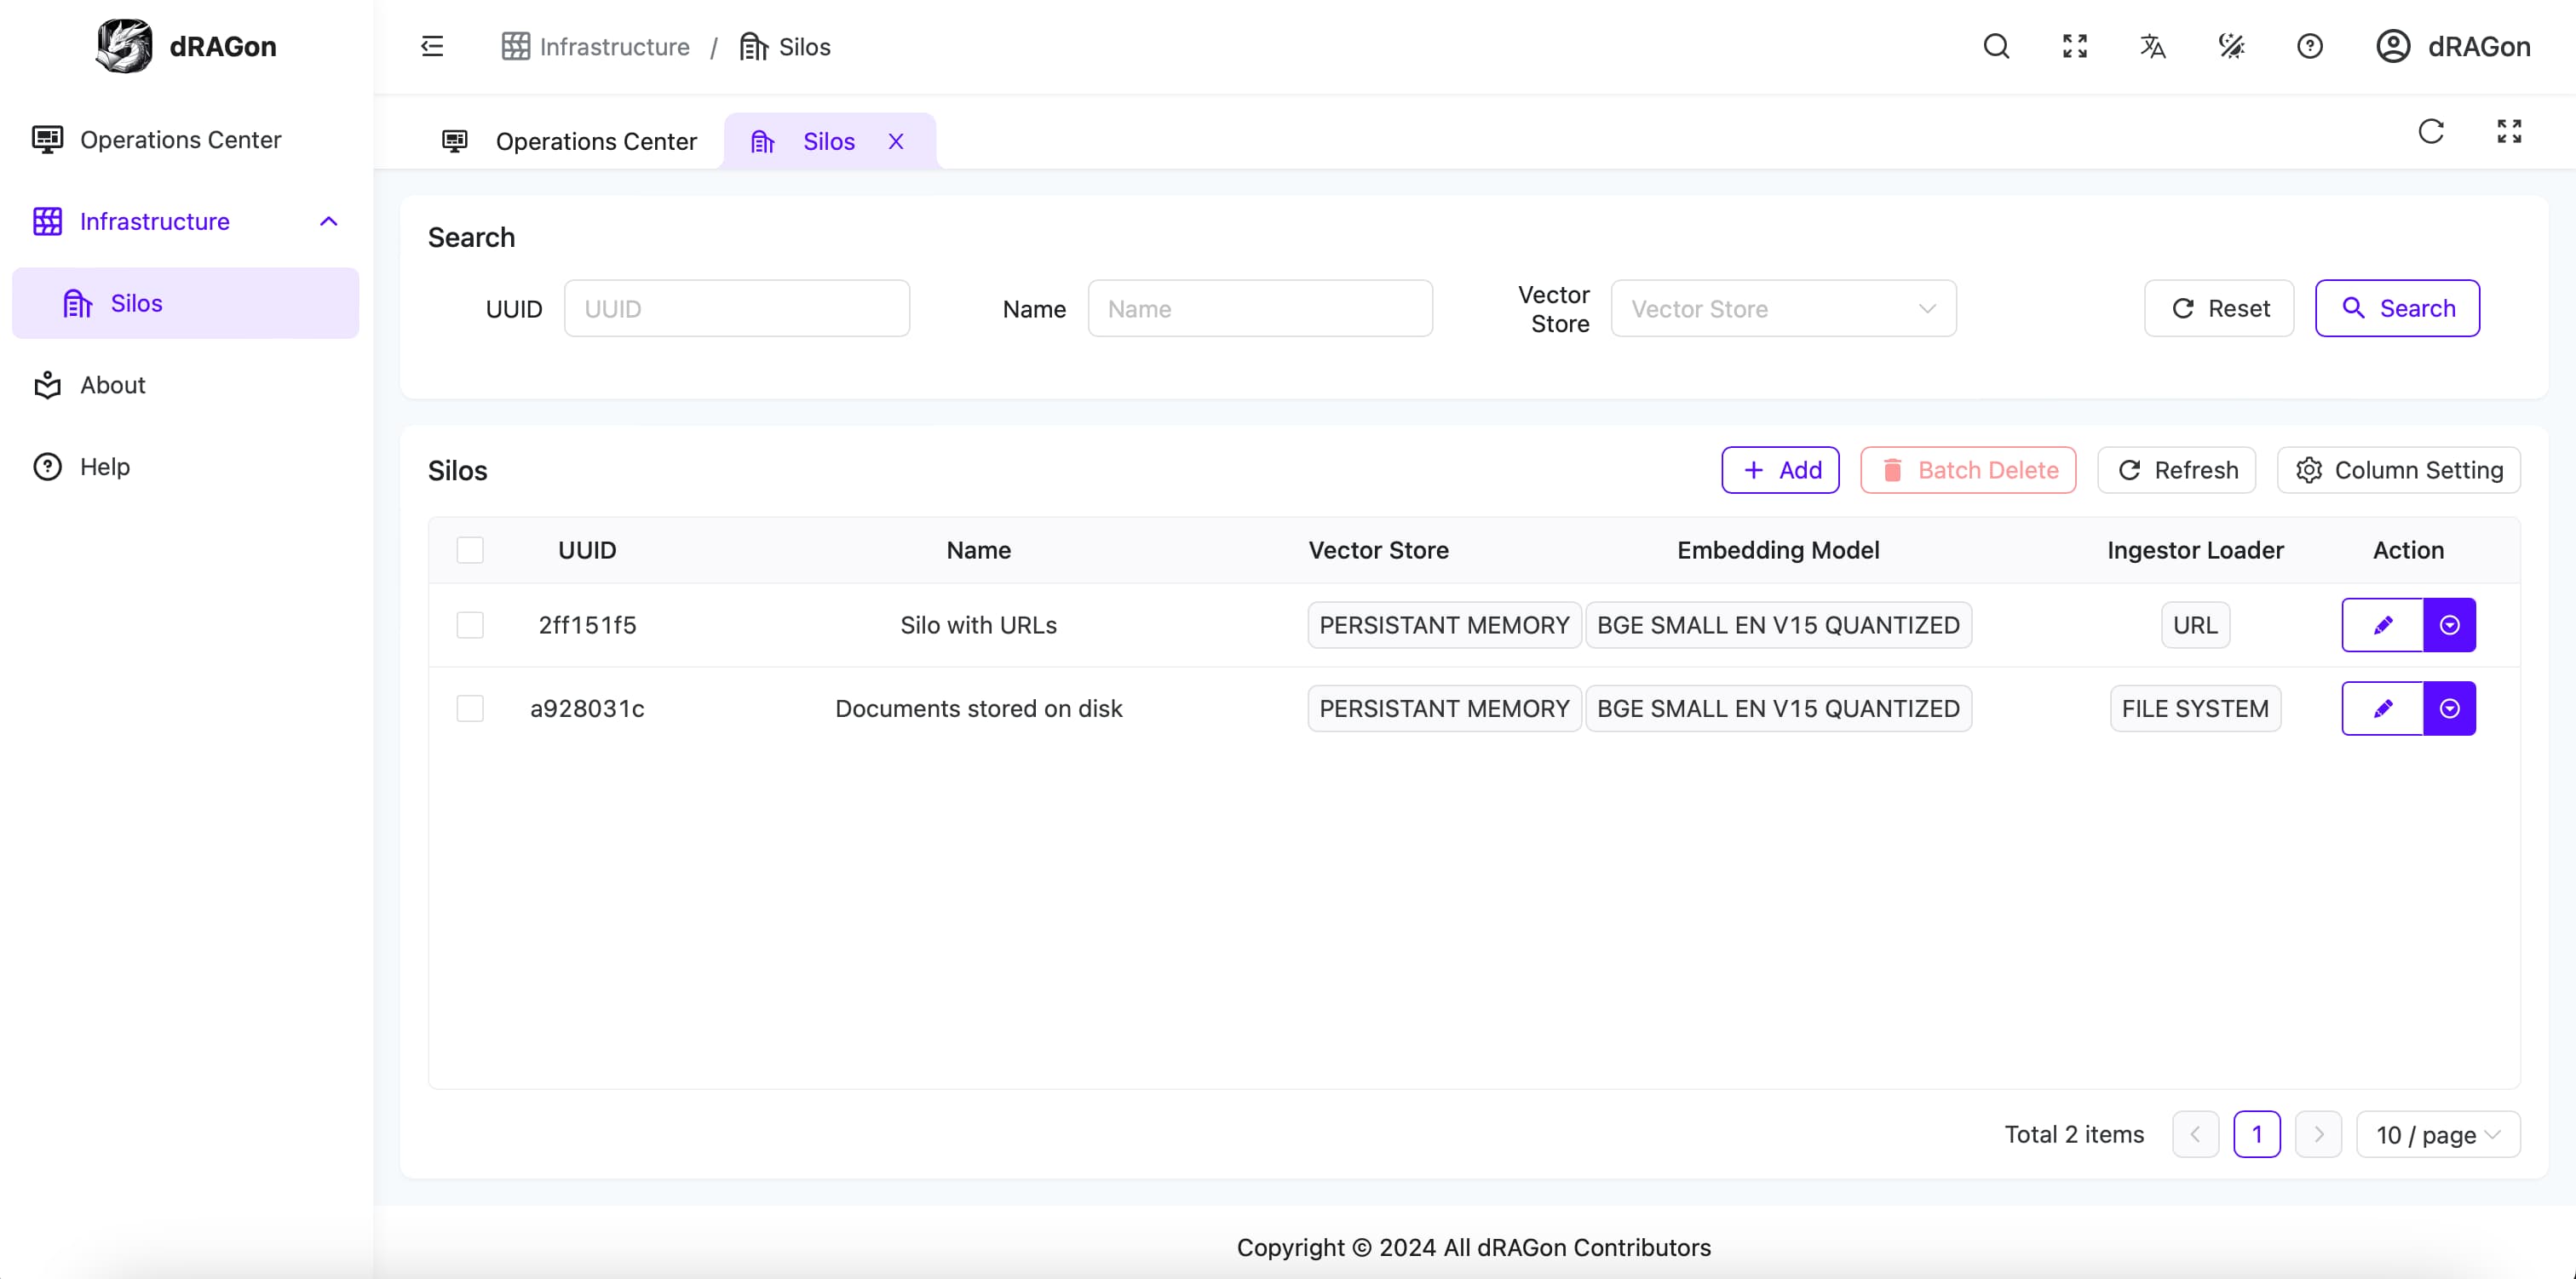 dRAGon
Infrastructure / Silos
dRAGon
Operations Center
Infrastructure
Silos
About
Help
Operations Center
Silos
Search
UUID UUID
Name Name
Vector Store Vector Store
Reset
Search
Silos
Add
Batch Delete
Refresh
Column Setting
UUID Name Vector Store Embedding Model Ingestor Loader Action
2ff151f5 Silo with URLs PERSISTANT MEMORY BGE SMALL EN V15 QUANTIZED URL
a928031c Documents stored on disk PERSISTANT MEMORY BGE SMALL EN V15 QUANTIZED FILE SYSTEM
Total 2 items 1 10 / page
Copyright © 2024 All dRAGon Contributors